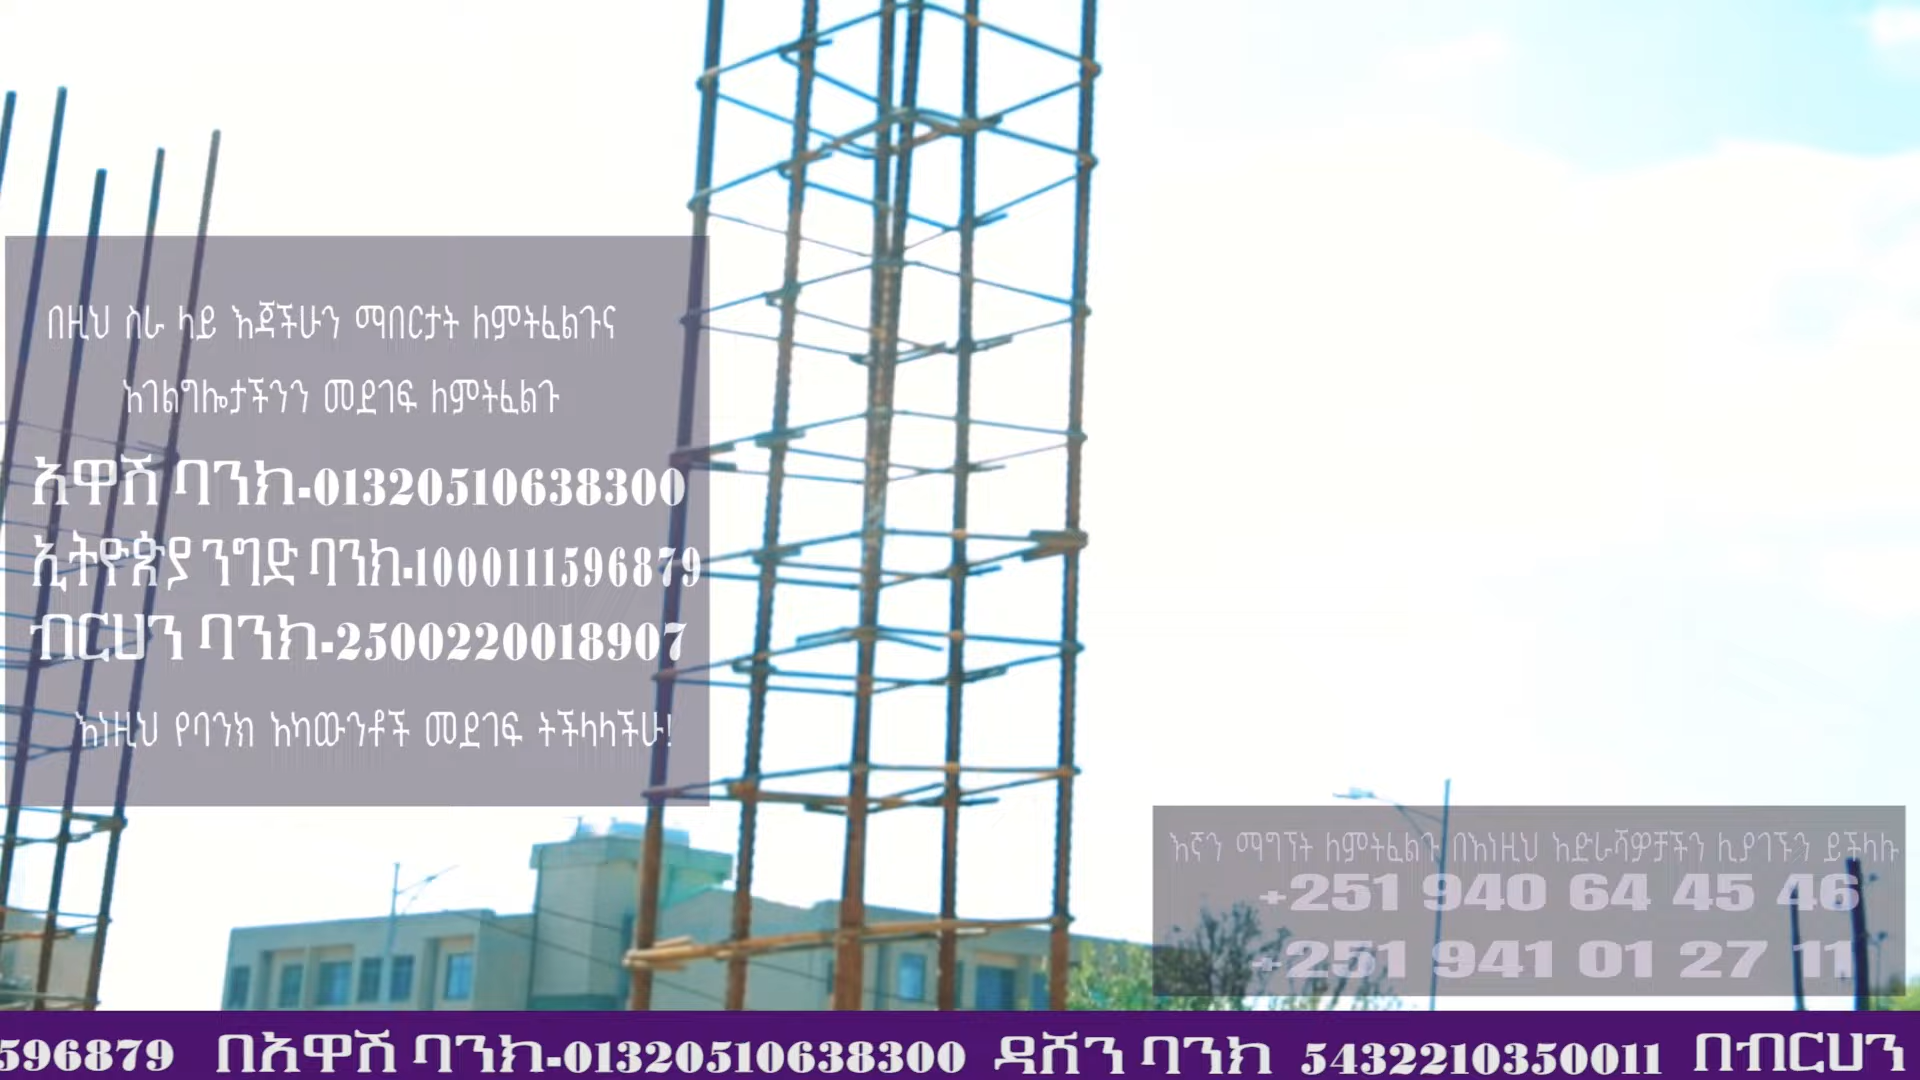 በዚህ ስራ ላይ እጃችሁን ማበርታት ለምትፈልጉና
አገልግሎታችንን መደገፍ ለምትፈልጉ
አዋሽ ባንክ-01320510638300
ኢትዮጵያ ንግድ ባንክ-1000111596879
ብርሀን ባንክ-2500220018907
እነዚህ የባንክ አካውንቶች መደገፍ ትችላላችሁ!
እኛን ማግኘት ለምትፈልጉ በእነዚህ አድራሻዎቻችን ሊያገኙን ይችላሉ
+251 940 64 45 46
+251 941 01 27 11
596879 በአዋሽ ባንክ-01320510638300 ዳሸን ባንክ 5432210350011 በብርሀን